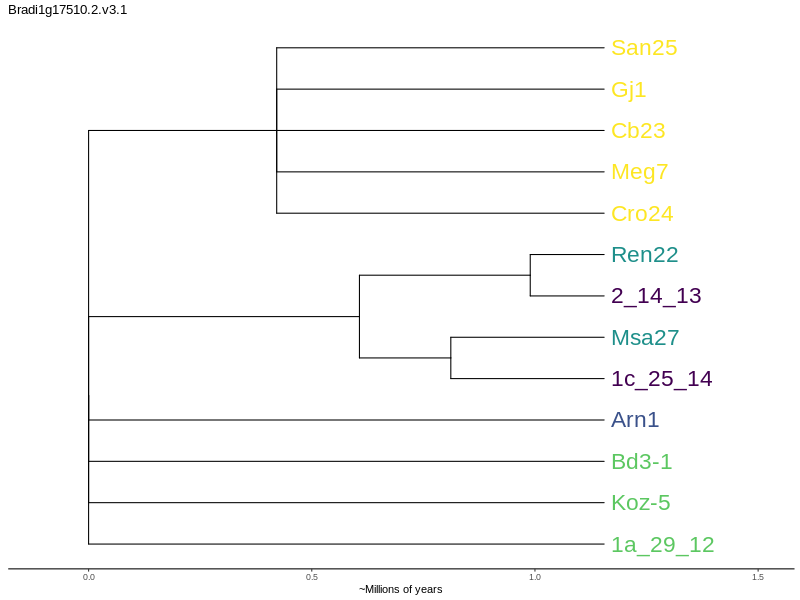 Bradi1g17510.2.v3.1
San25
Gj1
Cb23
Meg7
Cro24
Ren22
2_14_13
Msa27
1c_25_14
Arn1
Bd3-1
Koz-5
1a_29_12
0.0 0.5 1.0 1.5
~Millions of years